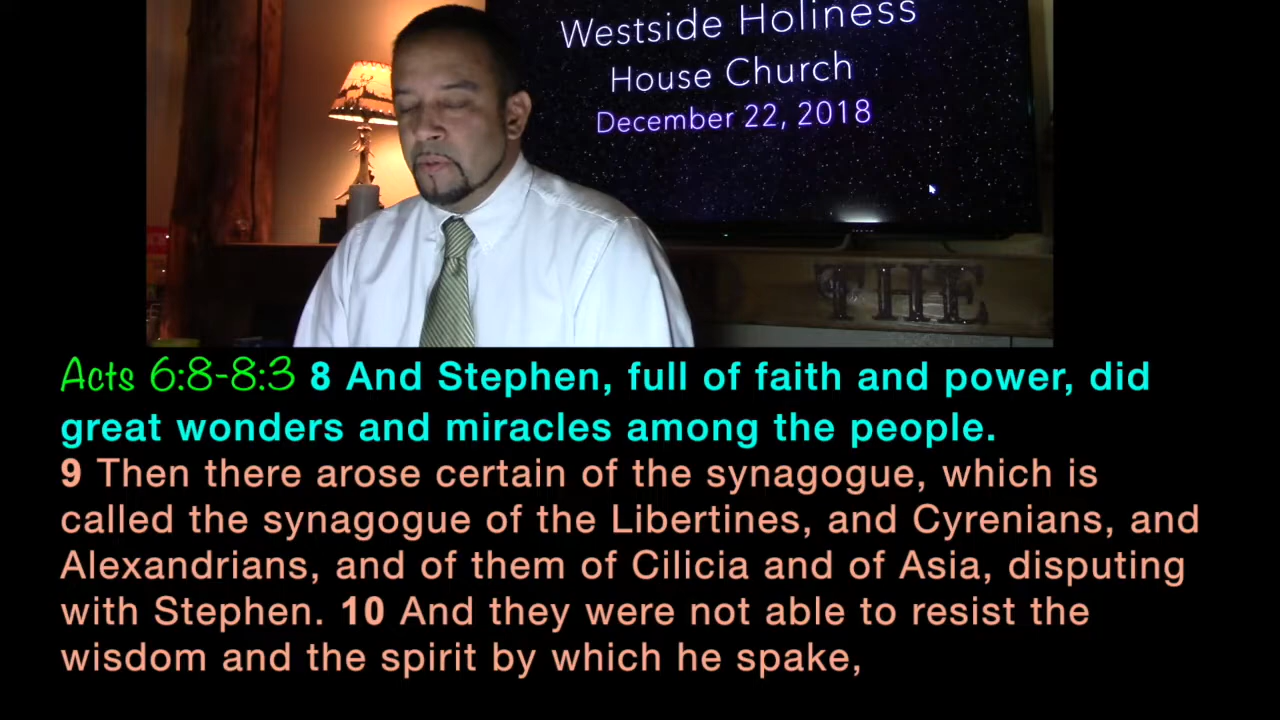 Westside Holiness
House Church
December 22, 2018
THE
Acts 6:8-8:3 8 And Stephen, full of faith and power, did
great wonders and miracles among the people.
9 Then there arose certain of the synagogue, which is
called the synagogue of the Libertines, and Cyrenians, and
Alexandrians, and of them of Cilicia and of Asia, disputing
with Stephen. 10 And they were not able to resist the
wisdom and the spirit by which he spake,